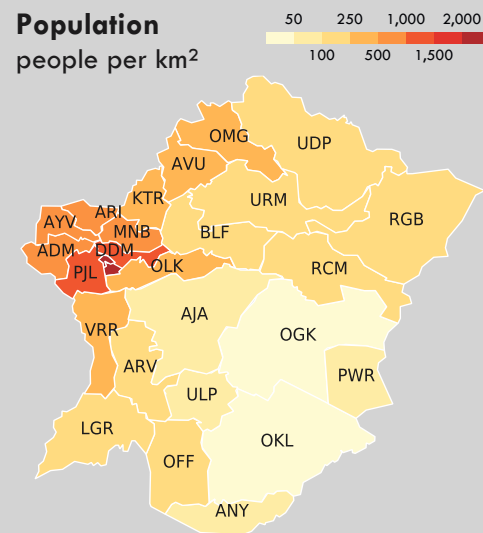 Population
people per km²
50 250 1,000 2,000
100 500 1,500
OMG
UDP
AVU
KTR
URM
ARI
AYV
MNB
BLF
RGB
ADM
DDM
OLK
PJL
RCM
AJA
VRR
OGK
ARV
PWR
ULP
LGR
OKL
OFF
ANY